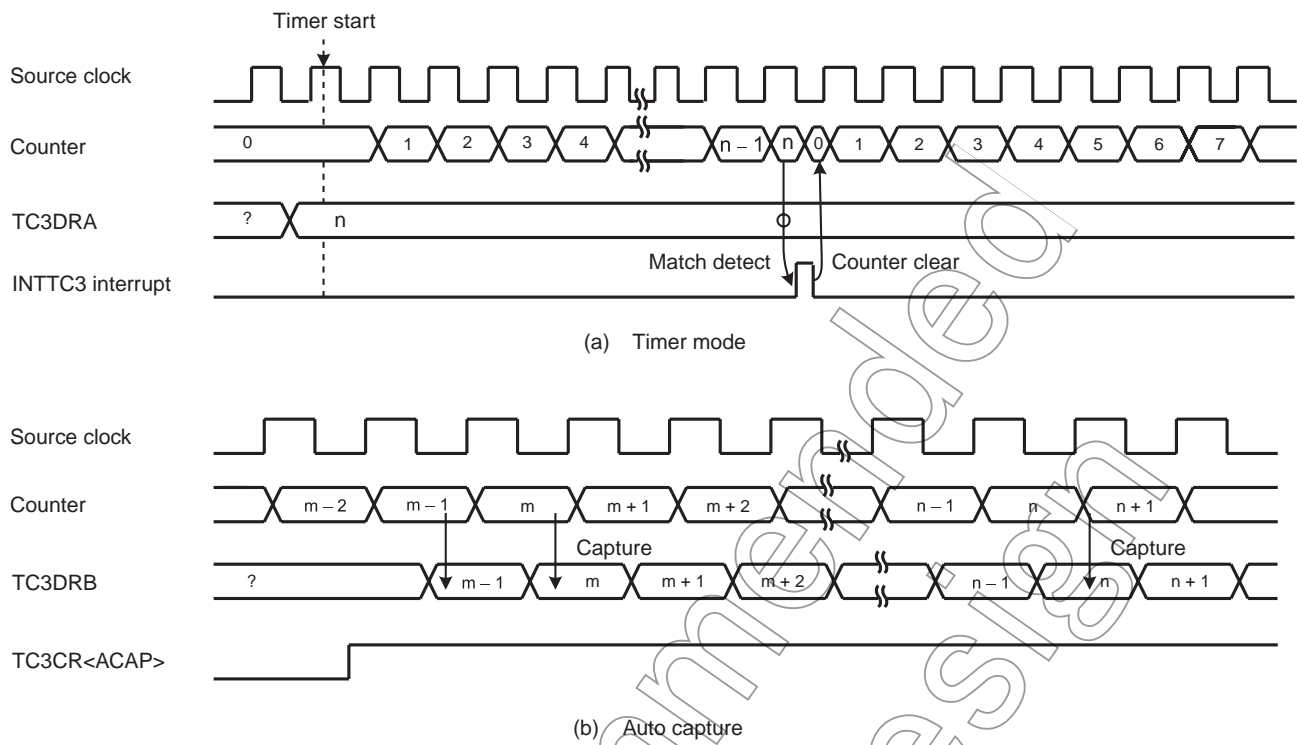 Timer start
Source clock
Counter 0 1 2 3 4 n – 1 n 0 1 2 3 4 5 6 7
TC3DRA ? n
Match detect Counter clear
INTTC3 interrupt
(a) Timer mode
Source clock
Counter m – 2 m – 1 m m + 1 m + 2 n – 1 n n + 1
Capture Capture
TC3DRB ? m – 1 m m + 1 m + 2 n – 1 n n + 1
TC3CR<ACAP>
(b) Auto capture